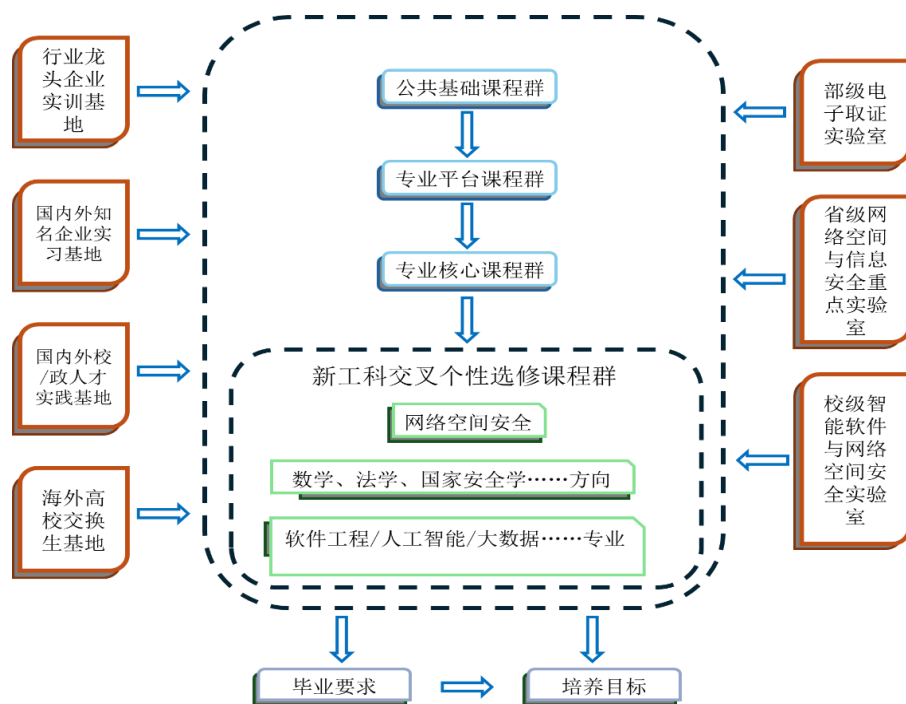 行业龙
头企业
实训基
地
国内外知
名企业实
习基地
国内外校
/政人才
实践基地
海外高
校交换
生基地
公共基础课程群
专业平台课程群
专业核心课程群
新工科交叉个性选修课程群
网络空间安全
数学、法学、国家安全学……方向
软件工程/人工智能/大数据……专业
部级电
子取证
实验室
省级网
络空间
与信息
安全重
点实验
室
校级智
能软件
与网络
空间安
全实验
室
毕业要求
培养目标